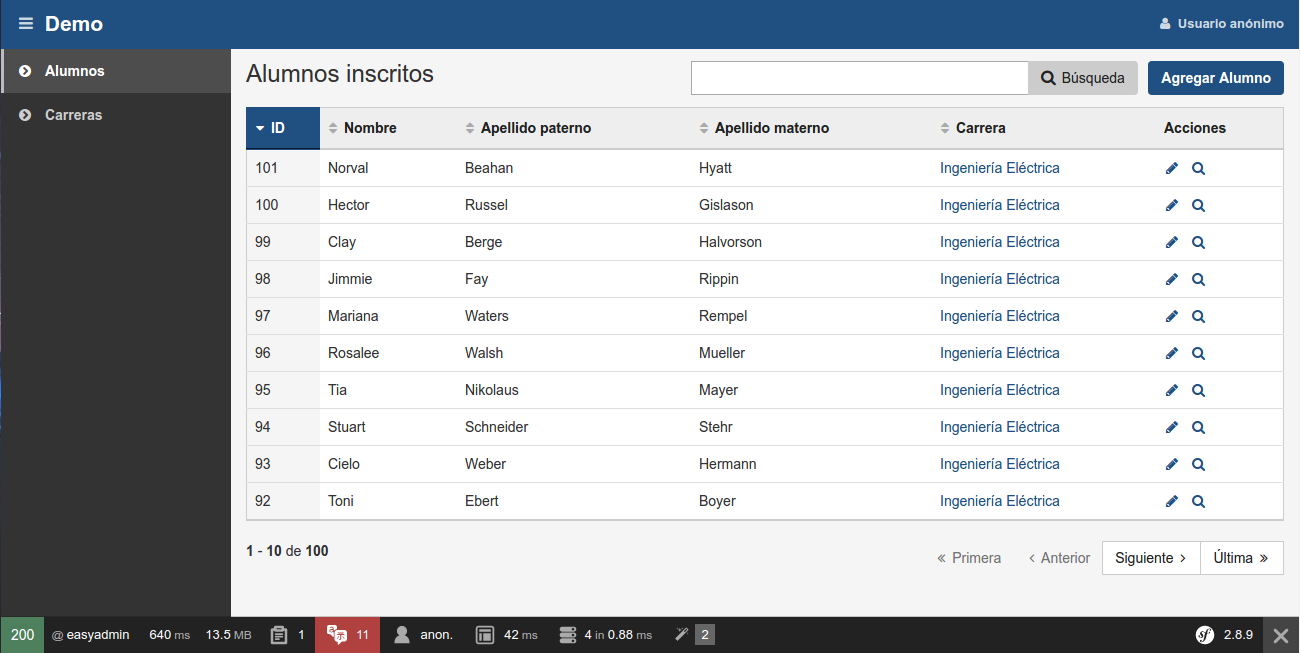 Demo
Usuario anónimo
Alumnos
Carreras
Alumnos inscritos
Búsqueda
Agregar Alumno
ID Nombre Apellido paterno Apellido materno Carrera Acciones
101 Norval Beahan Hyatt Ingeniería Eléctrica
100 Hector Russel Gislason Ingeniería Eléctrica
99 Clay Berge Halvorson Ingeniería Eléctrica
98 Jimmie Fay Rippin Ingeniería Eléctrica
97 Mariana Waters Rempel Ingeniería Eléctrica
96 Rosalee Walsh Mueller Ingeniería Eléctrica
95 Tia Nikolaus Mayer Ingeniería Eléctrica
94 Stuart Schneider Stehr Ingeniería Eléctrica
93 Cielo Weber Hermann Ingeniería Eléctrica
92 Toni Ebert Boyer Ingeniería Eléctrica
1 - 10 de 100
« Primera ‹ Anterior Siguiente › Última »
200 @ easyadmin 640 ms 13.5 MB 1 11 anon. 42 ms 4 in 0.88 ms 2 sf 2.8.9